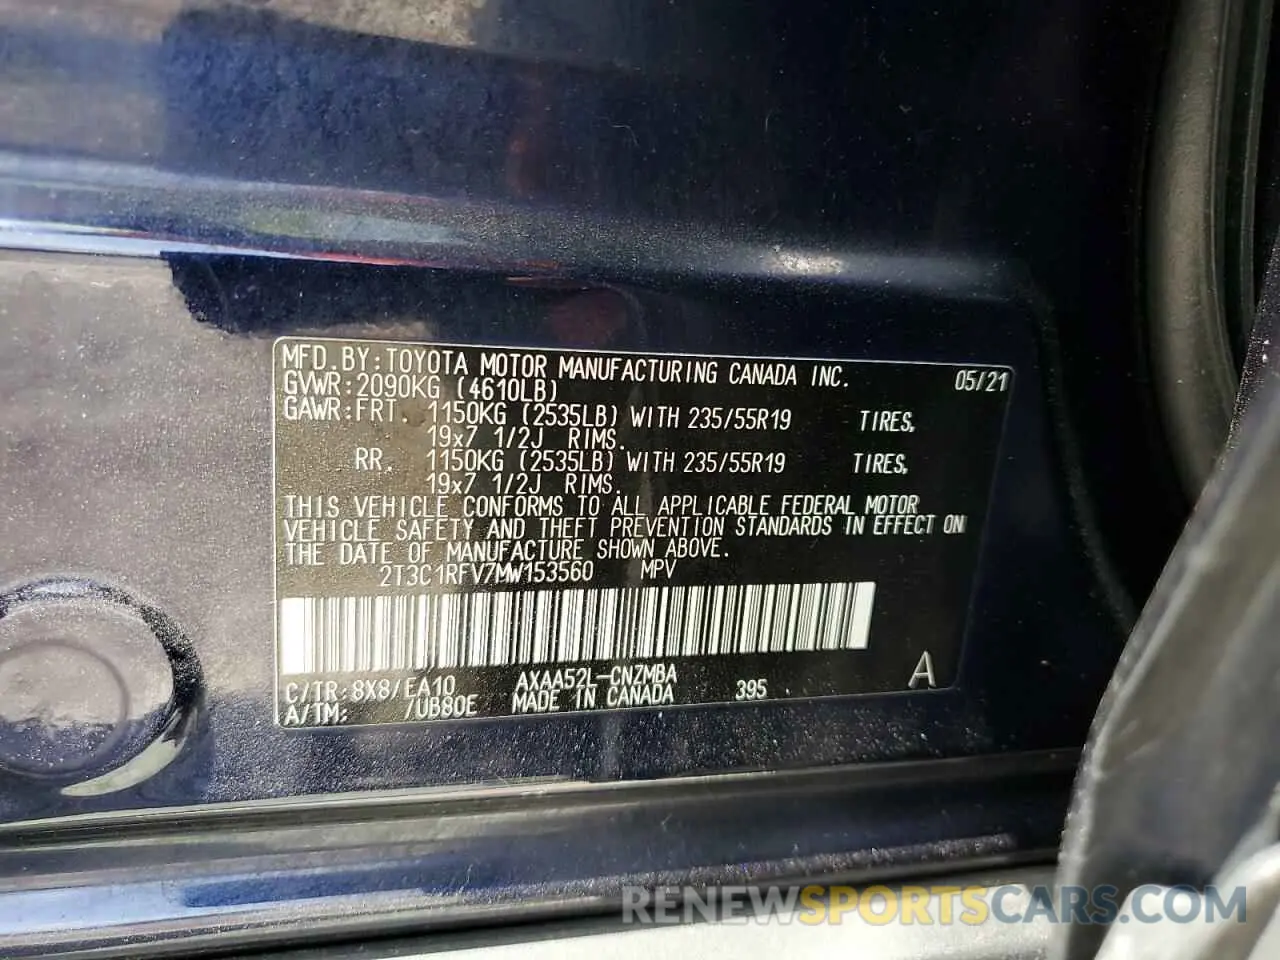 MFD.BY:TOYOTA MOTOR MANUFACTURING CANADA INC. 05/21
GVWR:2090KG (4610LB)
GAWR:FRT. 1150KG (2535LB) WITH 235/55R19 TIRES,
19x7 1/2J RIMS.
RR. 1150KG (2535LB) WITH 235/55R19 TIRES,
19x7 1/2J RIMS.
THIS VEHICLE CONFORMS TO ALL APPLICABLE FEDERAL MOTOR
VEHICLE SAFETY AND THEFT PREVENTION STANDARDS IN EFFECT ON
THE DATE OF MANUFACTURE SHOWN ABOVE.
2T3C1RFV7MW153560 MPV
C/TR:8X8/EA10 AXAA52L-CNZMBA
A/TM: /UB80E MADE IN CANADA 395 A
RENEWSPORTSCARS.COM